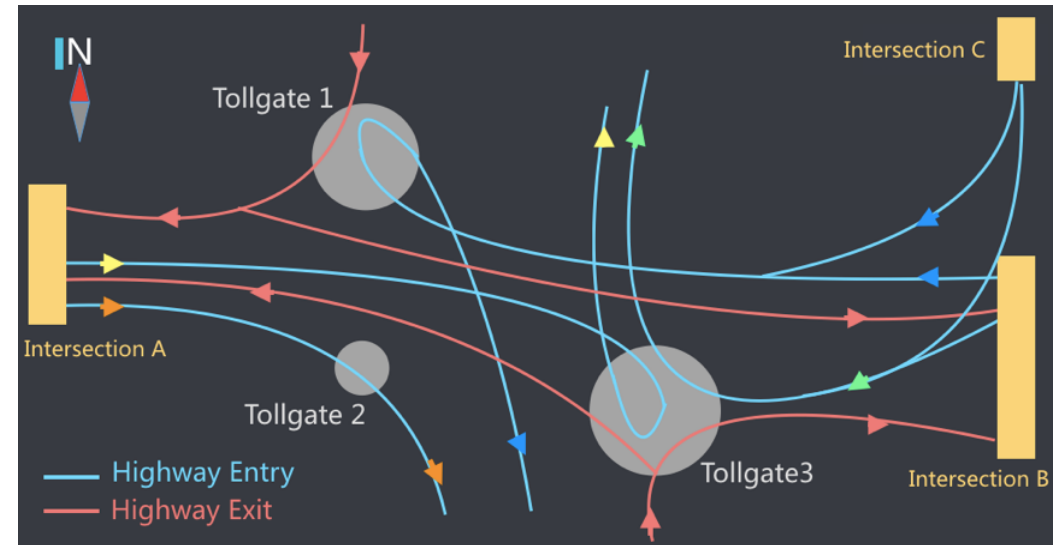 N
Intersection C
Tollgate 1
Intersection A
Tollgate 2
Tollgate3
Intersection B
Highway Entry
Highway Exit